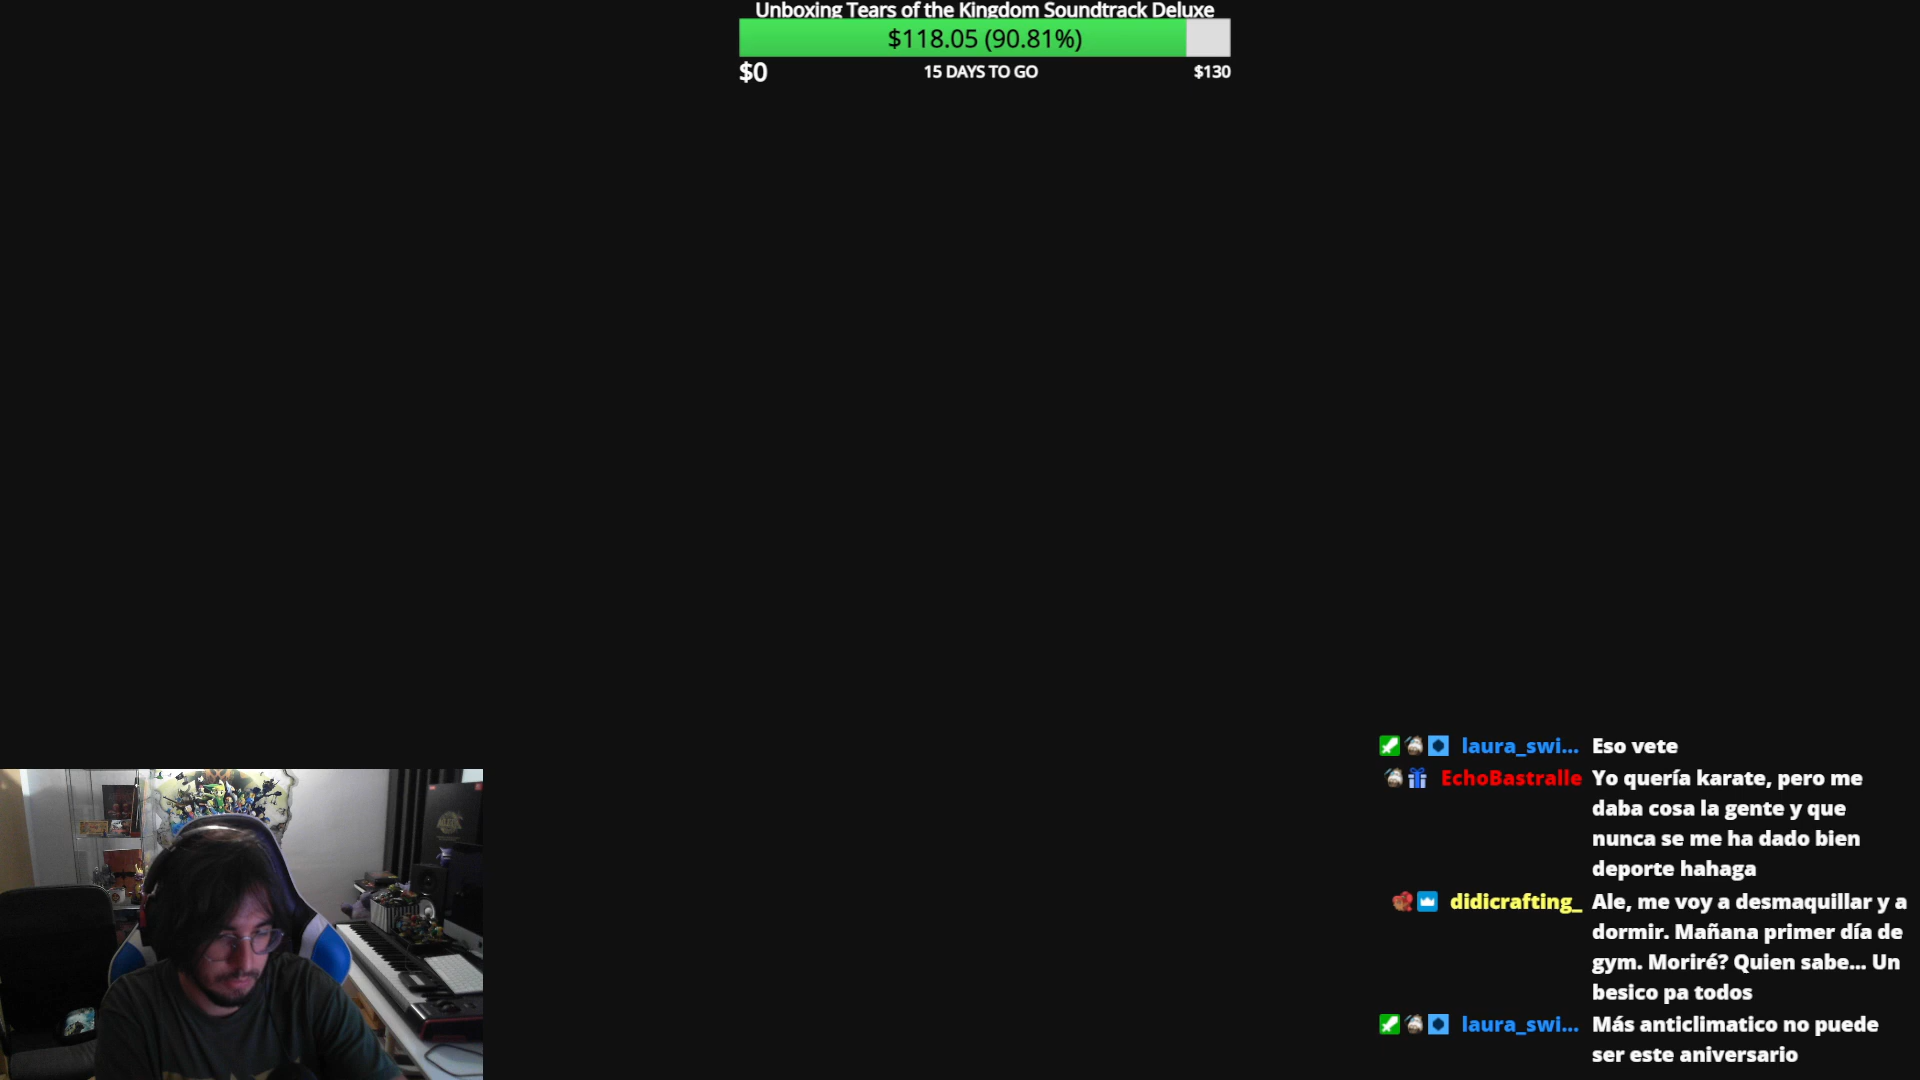 Unboxing Tears of the Kingdom Soundtrack Deluxe
$118.05 (90.81%)
$0 15 DAYS TO GO $130
laura_swi... Eso vete
EchoBastralle Yo quería karate, pero me
daba cosa la gente y que
nunca se me ha dado bien
deporte hahaga
didicrafting_ Ale, me voy a desmaquillar y a
dormir. Mañana primer día de
gym. Moriré? Quien sabe... Un
besico pa todos
laura_swi... Más anticlimatico no puede
ser este aniversario